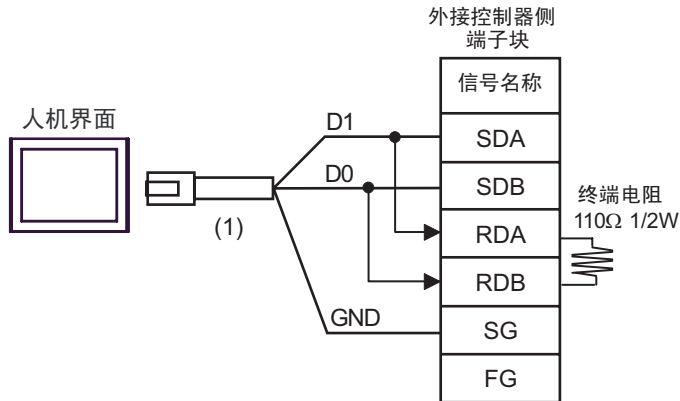 外接控制器侧
端子块
信号名称
人机界面
D1
SDA
D0
SDB
终端电阻
110Ω 1/2W
(1)
RDA
RDB
GND
SG
FG